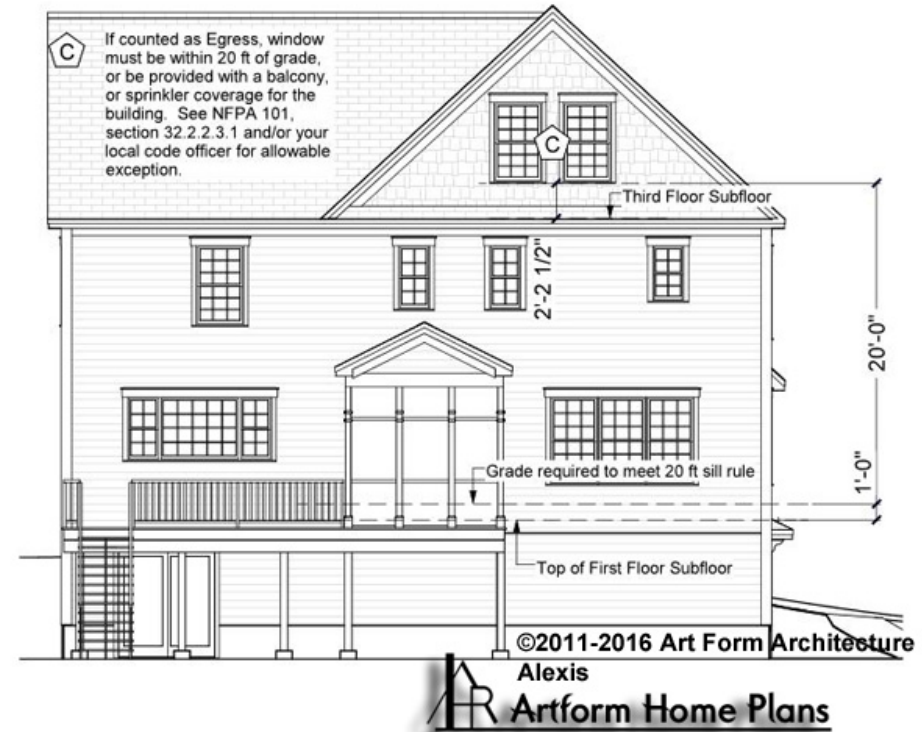 C
If counted as Egress, window
must be within 20 ft of grade,
or be provided with a balcony,
or sprinkler coverage for the
building. See NFPA 101,
section 32.2.2.3.1 and/or your
local code officer for allowable
exception.
C
Third Floor Subfloor
2'-2 1/2"
20'-0"
Grade required to meet 20 ft sill rule
1'-0"
Top of First Floor Subfloor
©2011-2016 Art Form Architecture
Alexis
Artform Home Plans